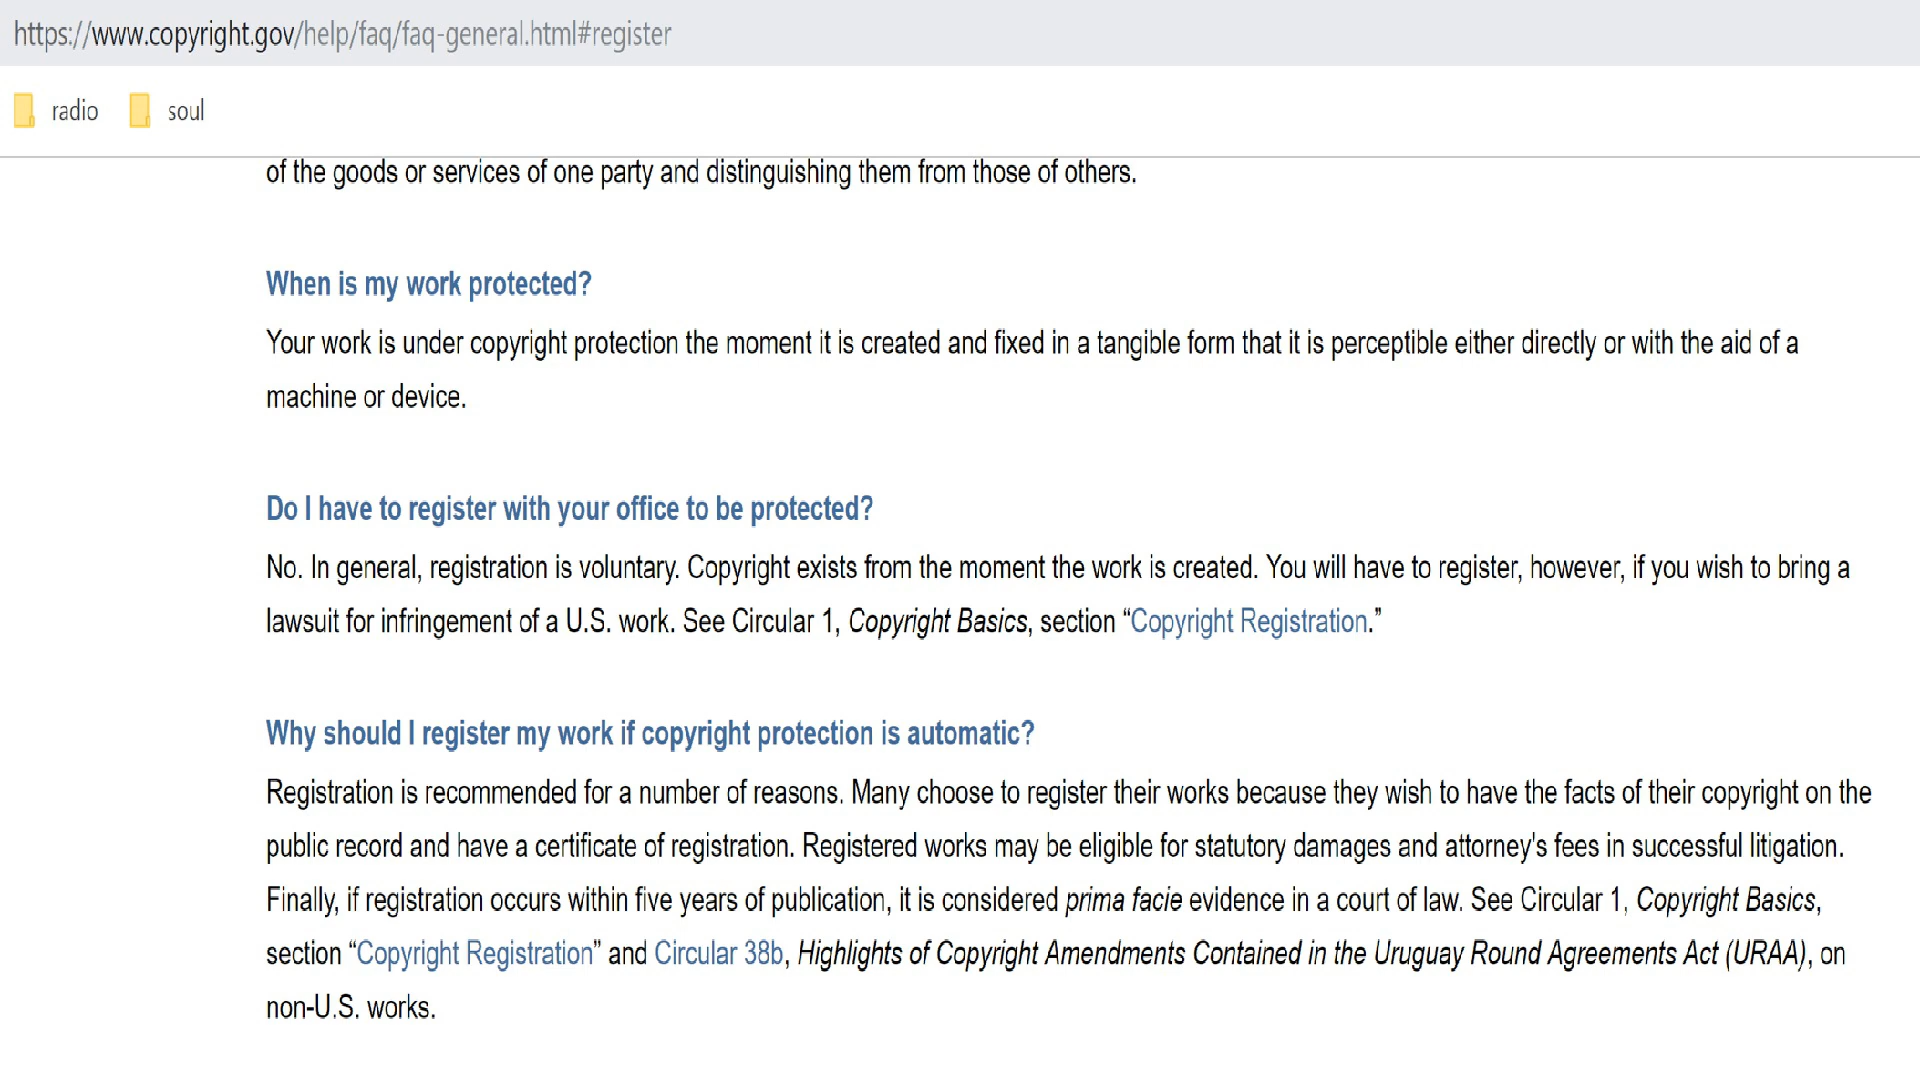 https://www.copyright.gov/help/faq/faq-general.html#register
radio soul
of the goods or services of one party and distinguishing them from those of others.
When is my work protected?
Your work is under copyright protection the moment it is created and fixed in a tangible form that it is perceptible either directly or with the aid of a
machine or device.
Do I have to register with your office to be protected?
No. In general, registration is voluntary. Copyright exists from the moment the work is created. You will have to register, however, if you wish to bring a
lawsuit for infringement of a U.S. work. See Circular 1, Copyright Basics, section “Copyright Registration.”
Why should I register my work if copyright protection is automatic?
Registration is recommended for a number of reasons. Many choose to register their works because they wish to have the facts of their copyright on the
public record and have a certificate of registration. Registered works may be eligible for statutory damages and attorney's fees in successful litigation.
Finally, if registration occurs within five years of publication, it is considered prima facie evidence in a court of law. See Circular 1, Copyright Basics,
section “Copyright Registration” and Circular 38b, Highlights of Copyright Amendments Contained in the Uruguay Round Agreements Act (URAA), on
non-U.S. works.